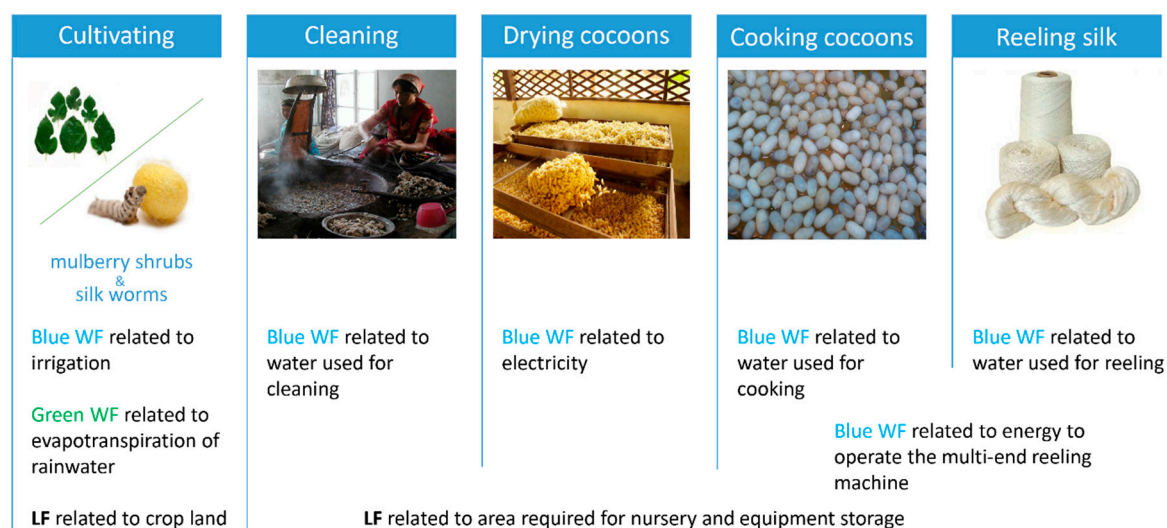 Cultivating
Cleaning
Drying cocoons
Cooking cocoons
Reeling silk
mulberry shrubs
&
silk worms
Blue WF related to
irrigation
Green WF related to
evapotranspiration of
rainwater
LF related to crop land
Blue WF related to
water used for
cleaning
Blue WF related to
electricity
Blue WF related to
water used for
cooking
Blue WF related to
water used for reeling
Blue WF related to energy to
operate the multi-end reeling
machine
LF related to area required for nursery and equipment storage